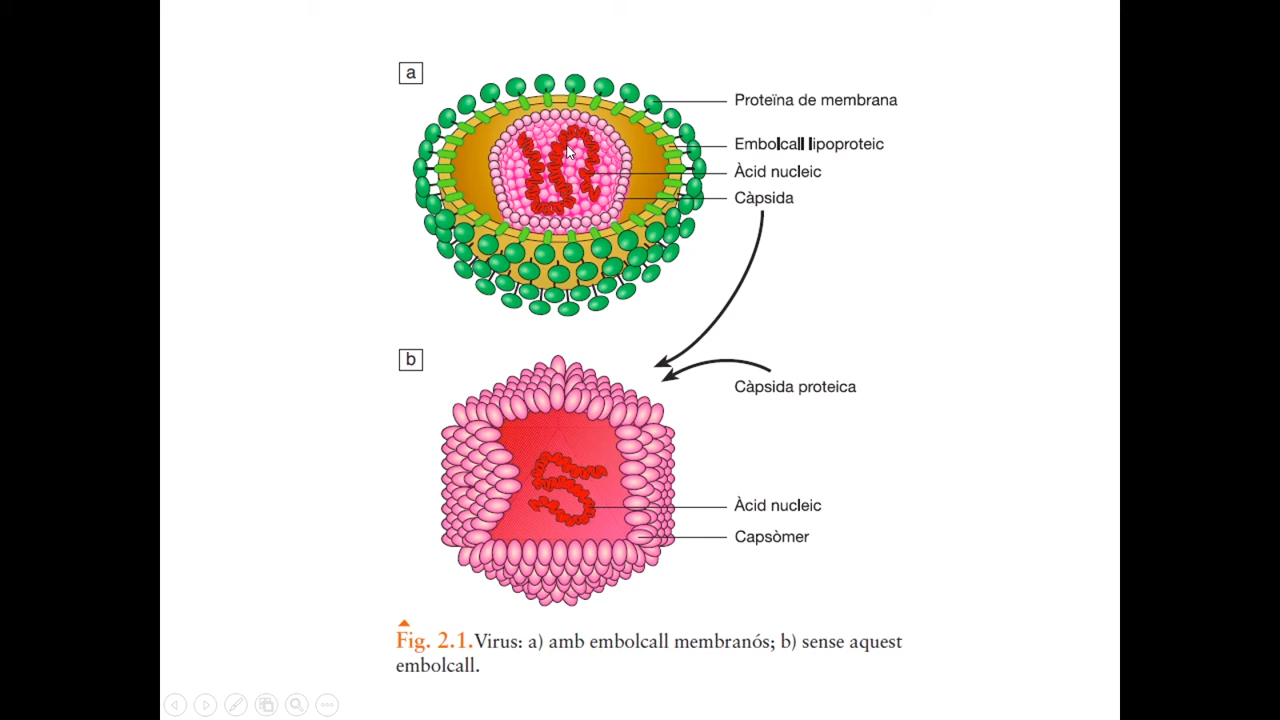 a
Proteïna de membrana
Embolcall lipoproteic
Àcid nucleic
Càpsida
b
Càpsida proteica
Àcid nucleic
Capsòmer
Fig. 2.1. Virus: a) amb embolcall membranós; b) sense aquest
embolcall.